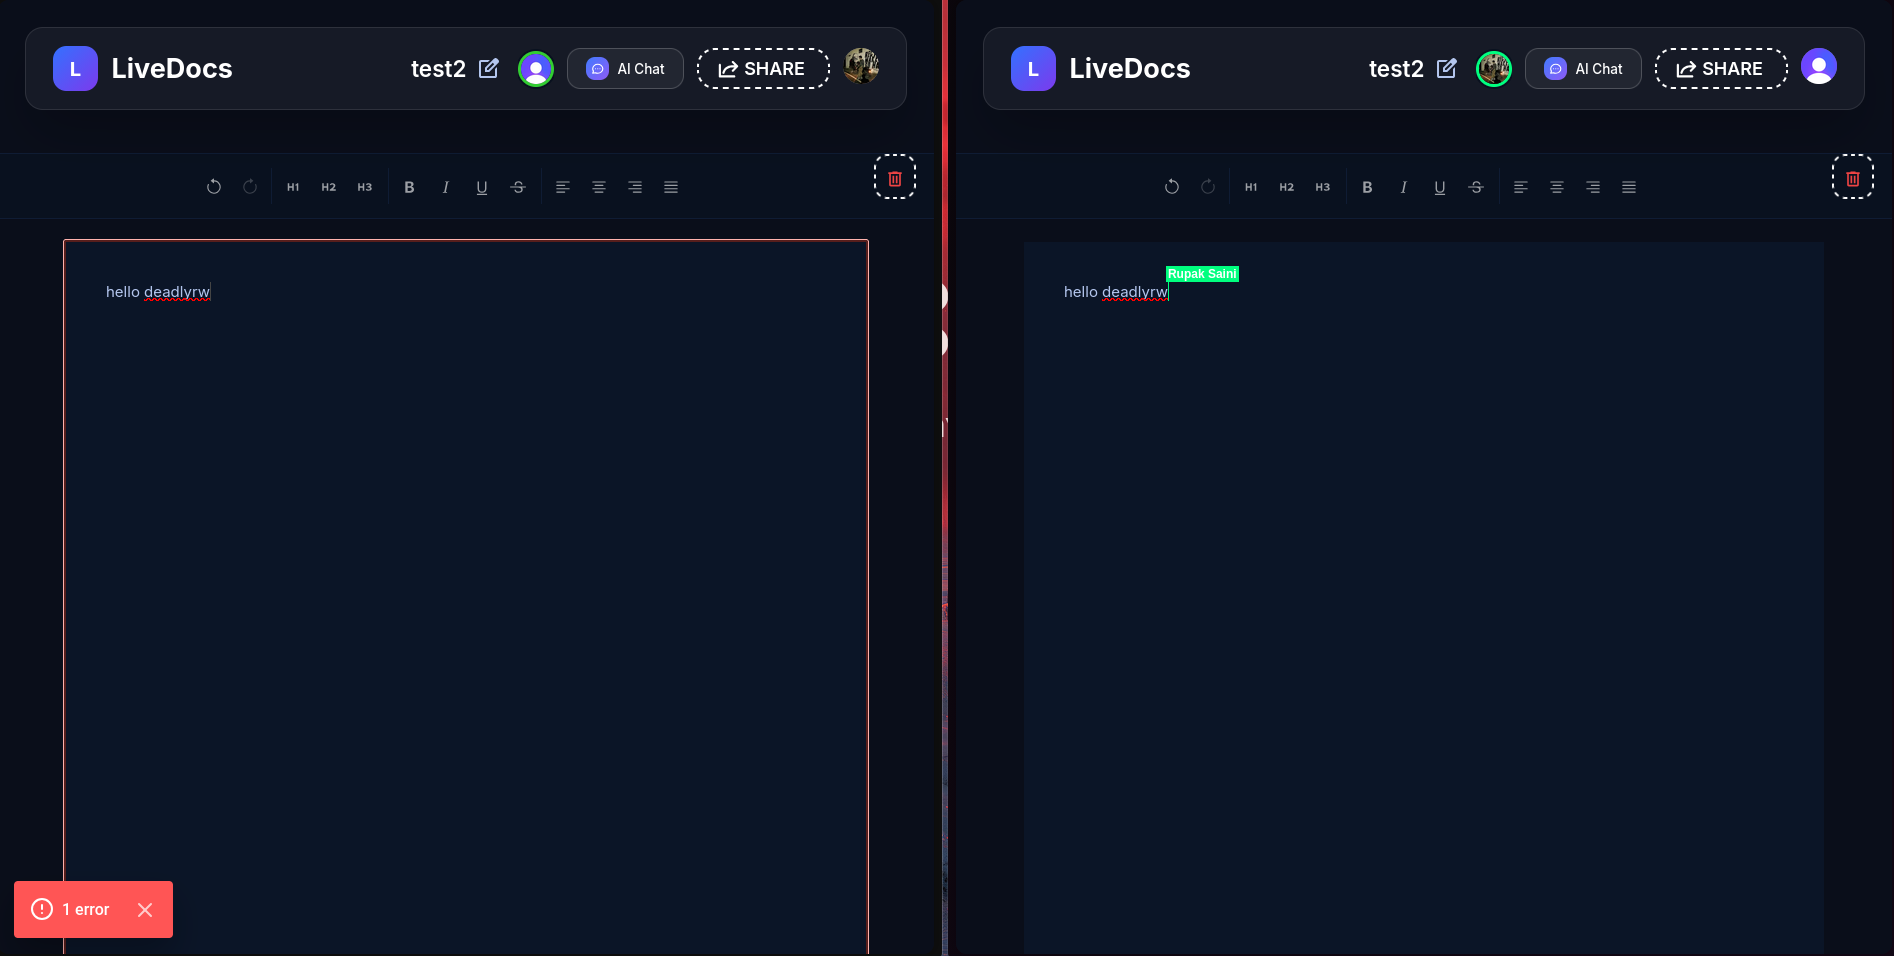 L LiveDocs test2 AI Chat SHARE
H1 H2 H3 B I U S
hello deadlyrw
1 error
L LiveDocs test2 AI Chat SHARE
H1 H2 H3 B I U S
Rupak Saini
hello deadlyrw